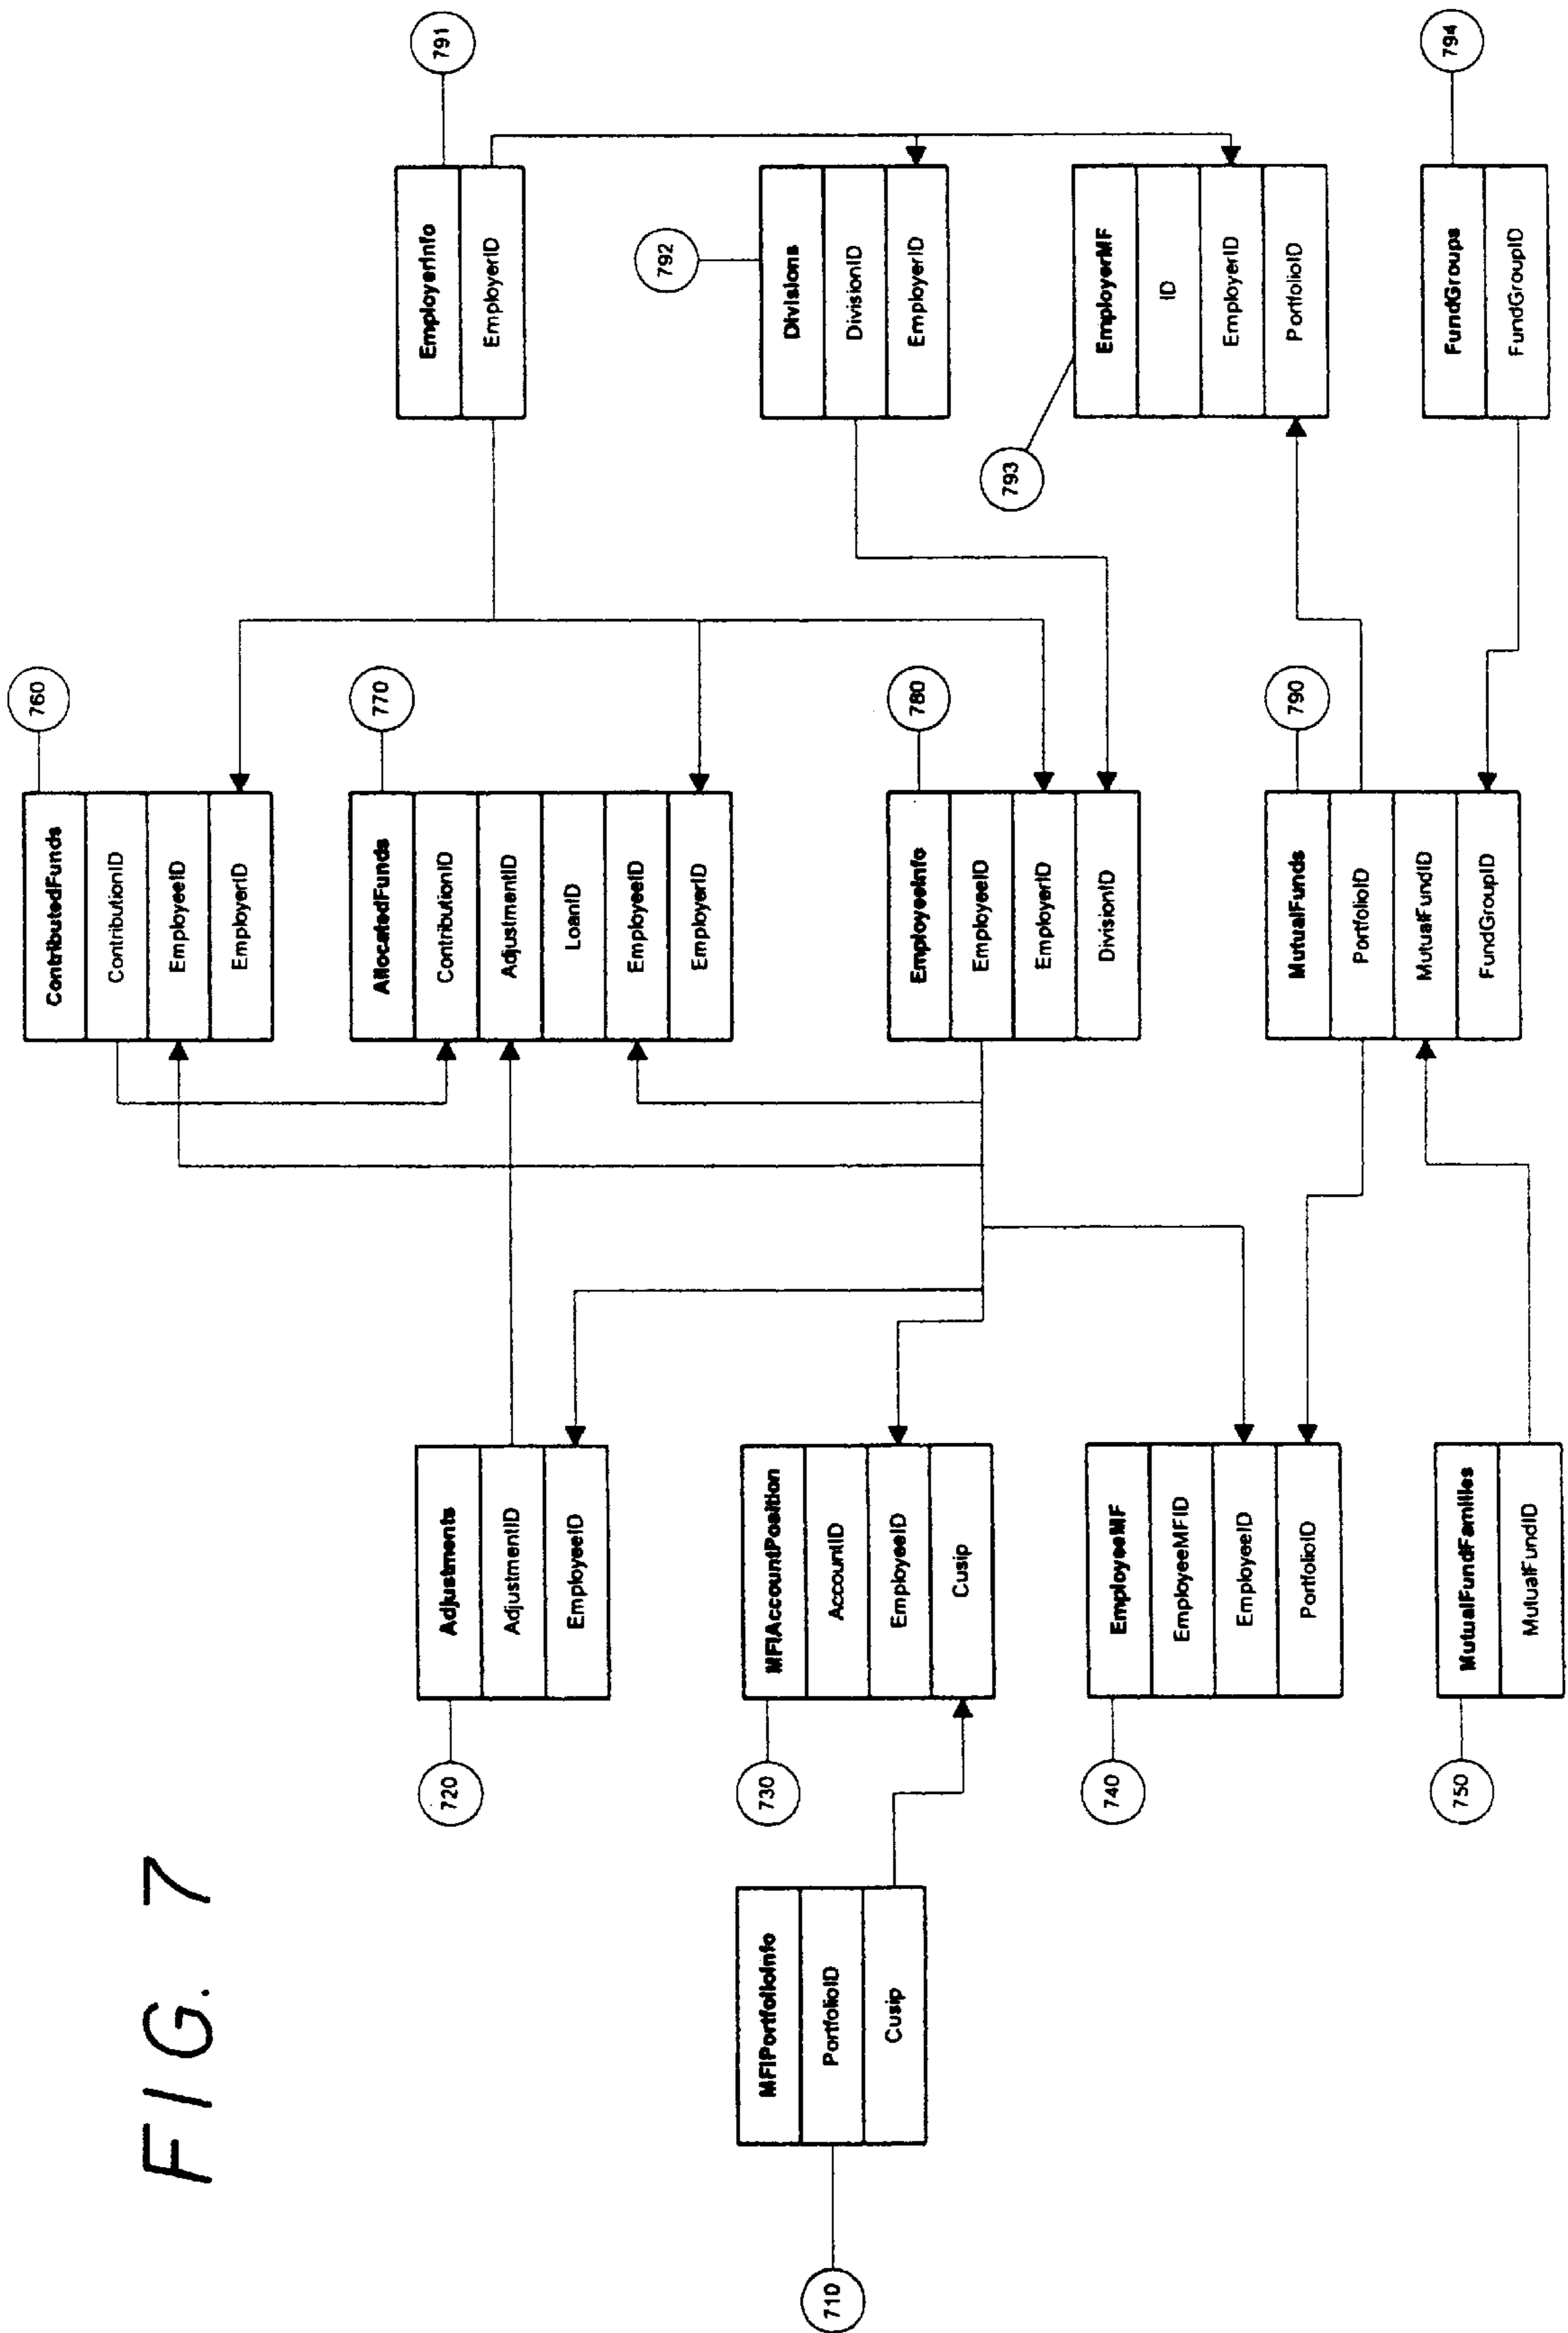 FIG. 7
710
MFIPortfolioInfo
PortfolioID
Cusip
720
Adjustments
AdjustmentID
EmployeeID
730
MFIAccountPosition
AccountID
EmployeeID
Cusip
740
EmployeeMF
EmployeeMFID
EmployeeID
PortfolioID
750
MutualFundFamilies
MutualFundID
760
ContributedFunds
ContributionID
EmployeeID
EmployerID
770
AllocatedFunds
ContributionID
AdjustmentID
LoanID
EmployeeID
EmployerID
780
EmployeeInfo
EmployeeID
EmployerID
DivisionID
790
MutualFunds
PortfolioID
MutualFundID
FundGroupID
791
EmployerInfo
EmployerID
792
Divisions
DivisionID
EmployerID
793
EmployerMF
ID
EmployerID
PortfolioID
794
FundGroups
FundGroupID